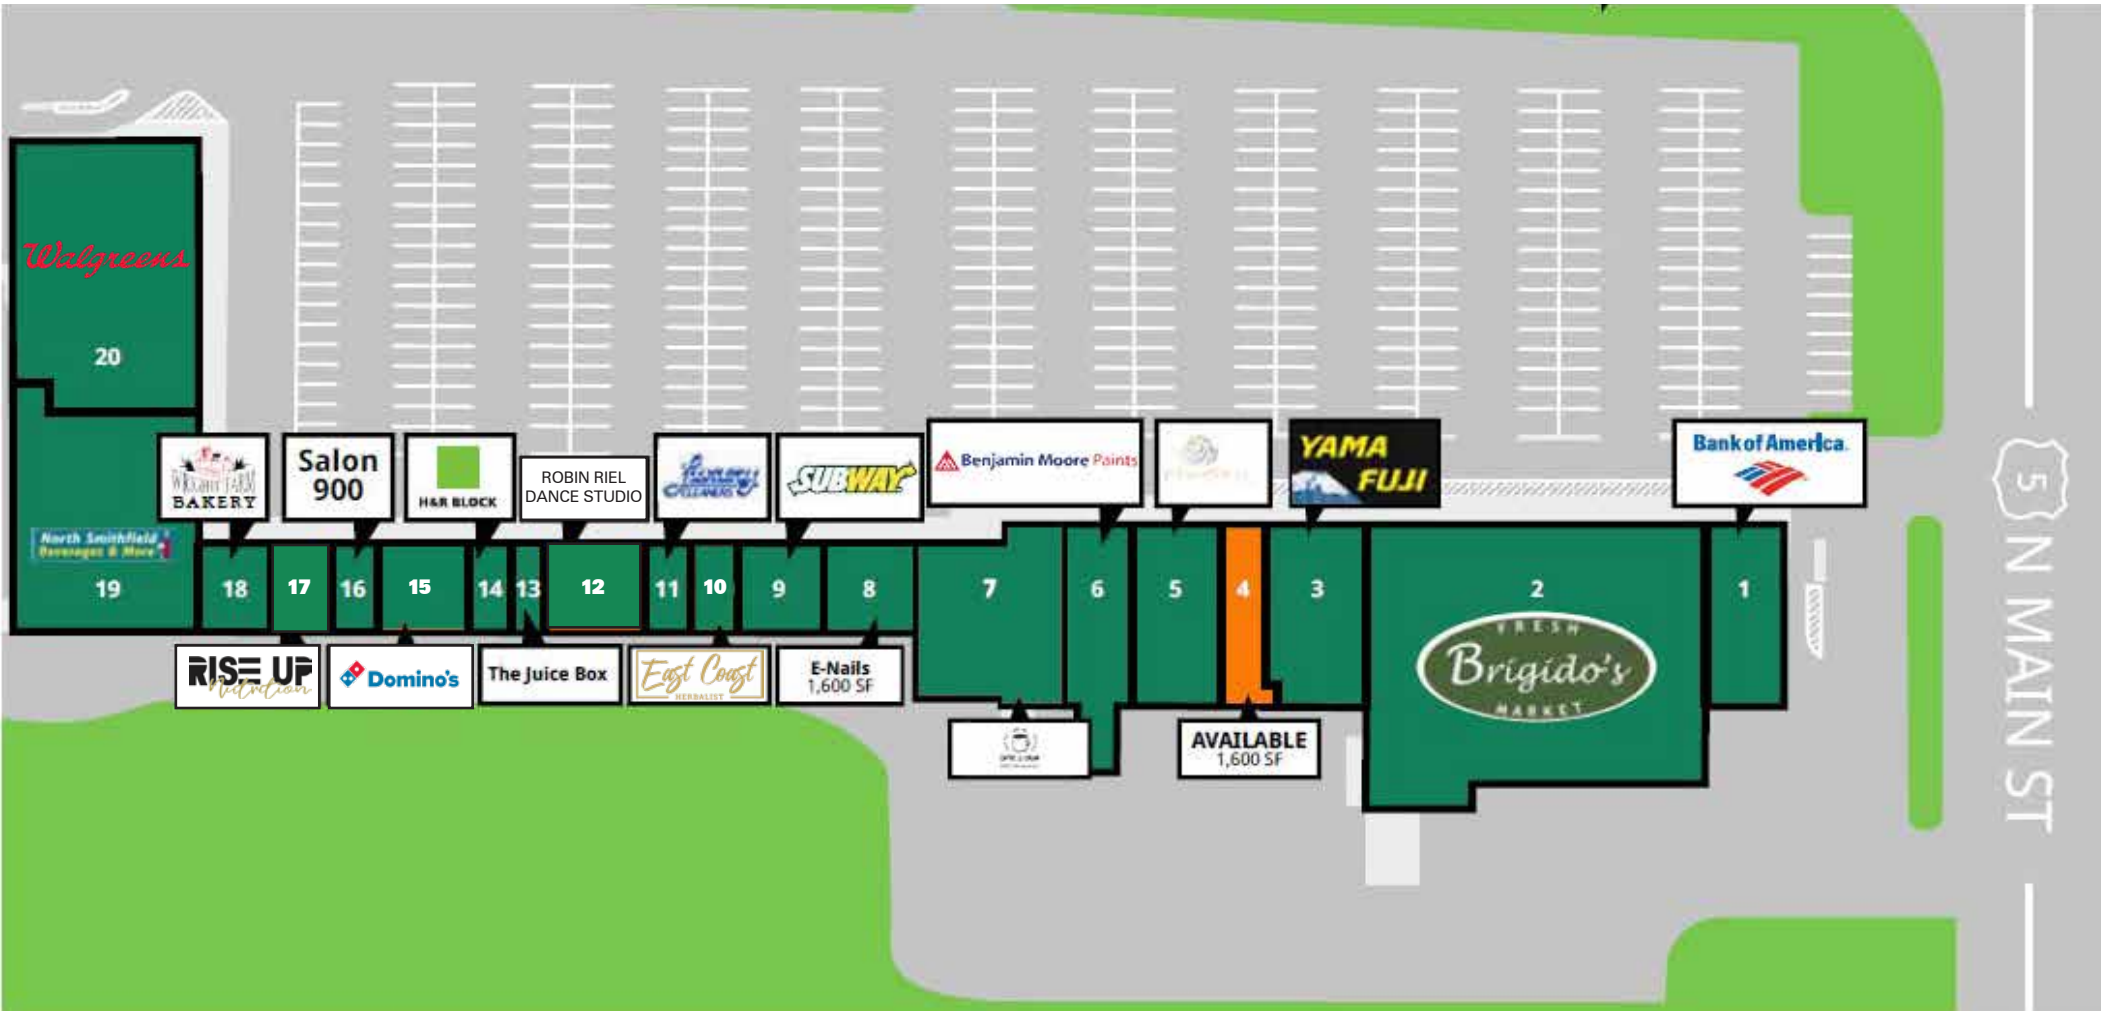 Walgreens
20
WRIGHT FARM
BAKERY
Salon
900
H&R BLOCK
ROBIN RIEL
DANCE STUDIO
CLEANERS
SUBWAY
Benjamin Moore Paints
YAMA
FUJI
Bank of America
North Smithfield
Beverages & More
19
18
17
16
15
14
13
12
11
10
9
8
7
6
5
4
3
2
1
FRESH
Brigido's
MARKET
RISE UP
Nutrition
Domino's
The Juice Box
East Coast
HERBALIST
E-Nails
1,600 SF
AVAILABLE
1,600 SF
5
N MAIN ST